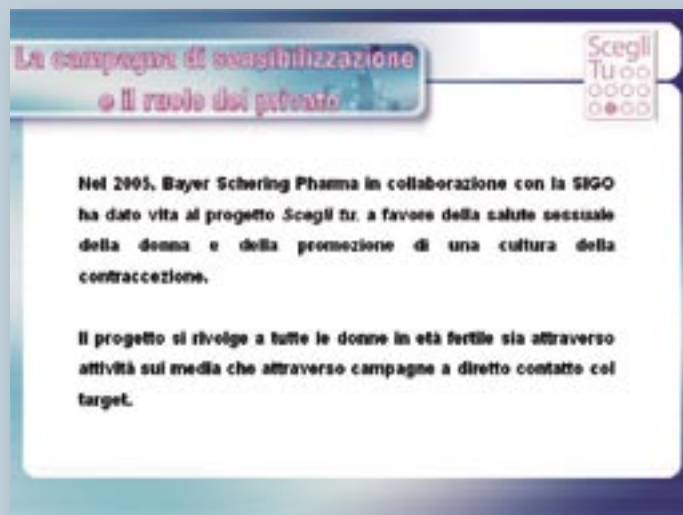 La campagna di sensibilizzazione
e il ruolo dei privato
Scegli
Tu
Nel 2005, Bayer Schering Pharma in collaborazione con la SIGO
ha dato vita al progetto Scegli tu, a favore della salute sessuale
della donna e della promozione di una cultura della
contraccezione.
Il progetto si rivolge a tutte le donne in età fertile sia attraverso
attività sui media che attraverso campagne a diretto contatto col
target.